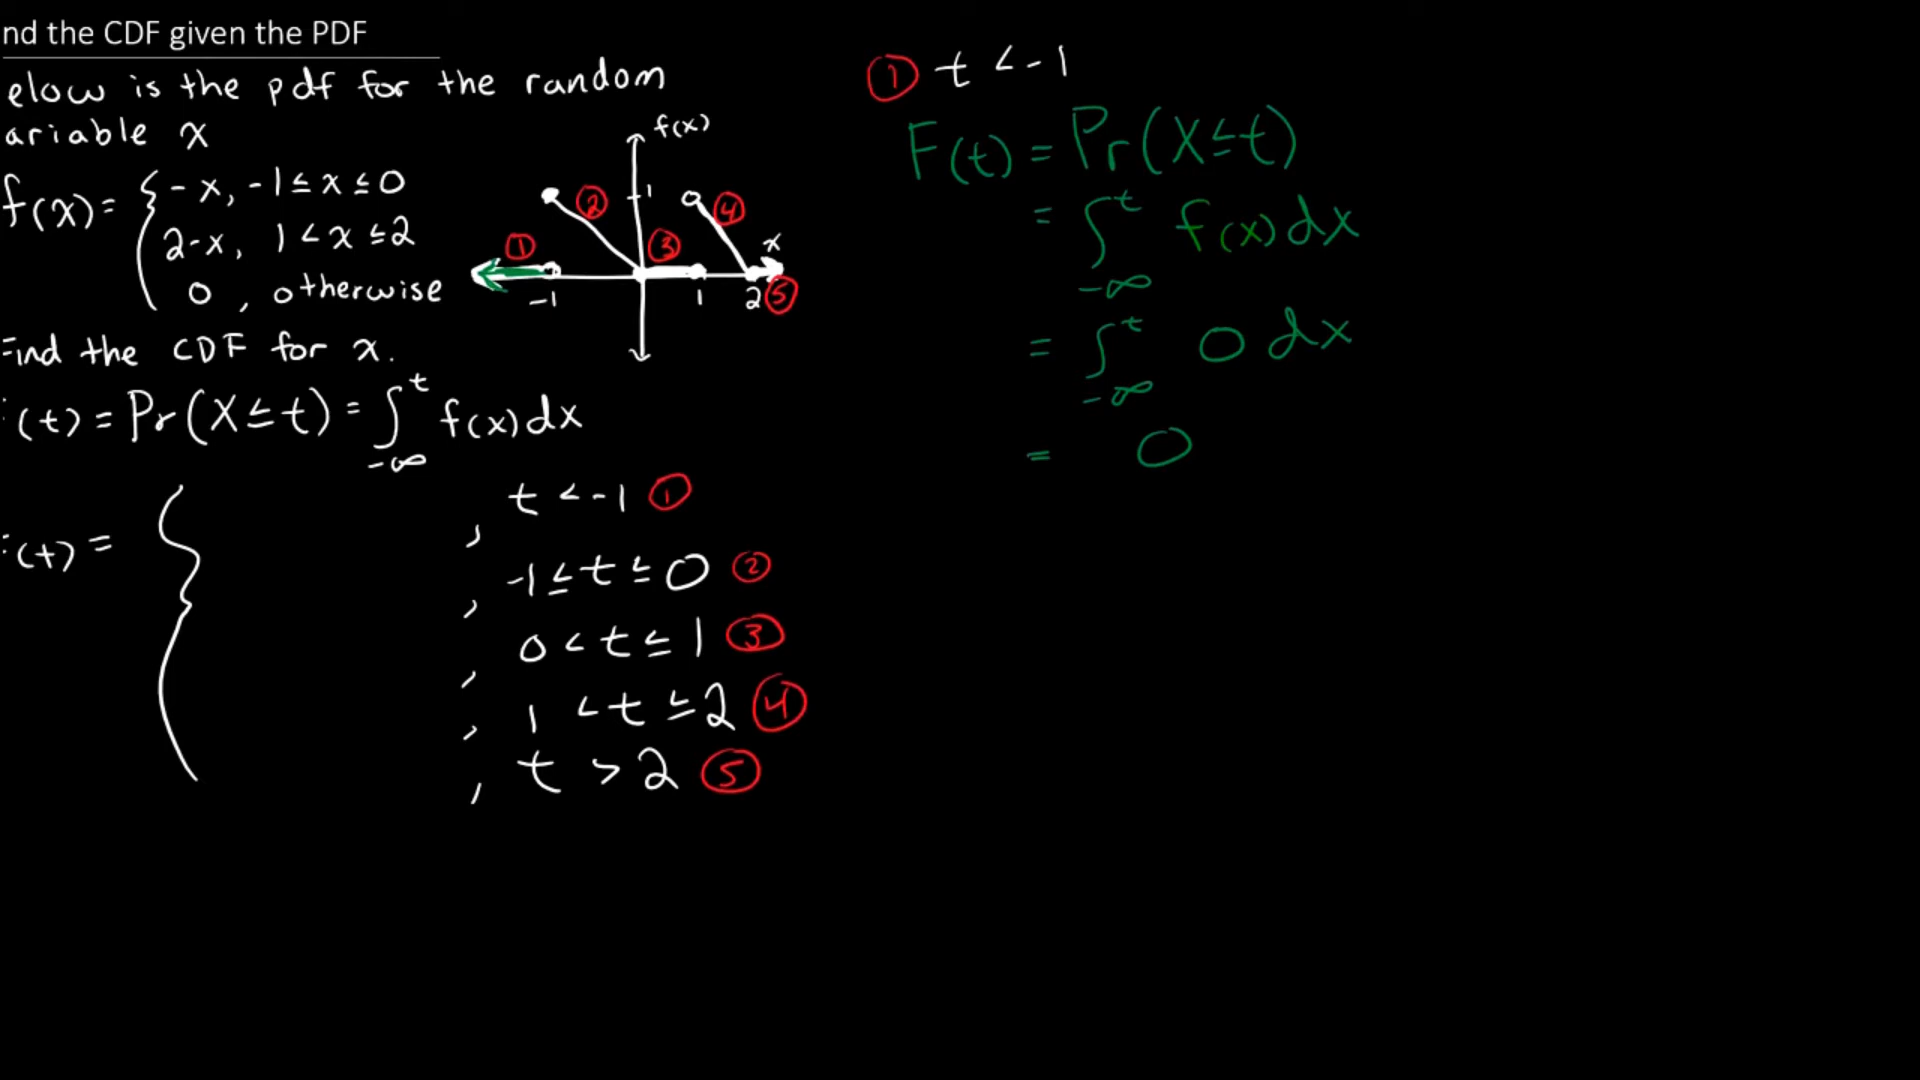 nd the CDF given the PDF
elow is the pdf for the random
ariable x
f(x) = { -x, -1 ≤ x ≤ 0
2-x, 1 < x ≤ 2
0, otherwise
f(x)
1
① ② ③ ④ x
-1 1 2 ⑤
Find the CDF for x.
(t) = Pr(X ≤ t) = ∫_{-∞}^{t} f(x)dx
(t) = {
, t < -1 ①
, -1 ≤ t ≤ 0 ②
, 0 < t ≤ 1 ③
, 1 < t ≤ 2 ④
, t > 2 ⑤
① t < -1
F(t) = Pr(X ≤ t)
= ∫_{-∞}^{t} f(x)dx
= ∫_{-∞}^{t} 0 dx
= 0